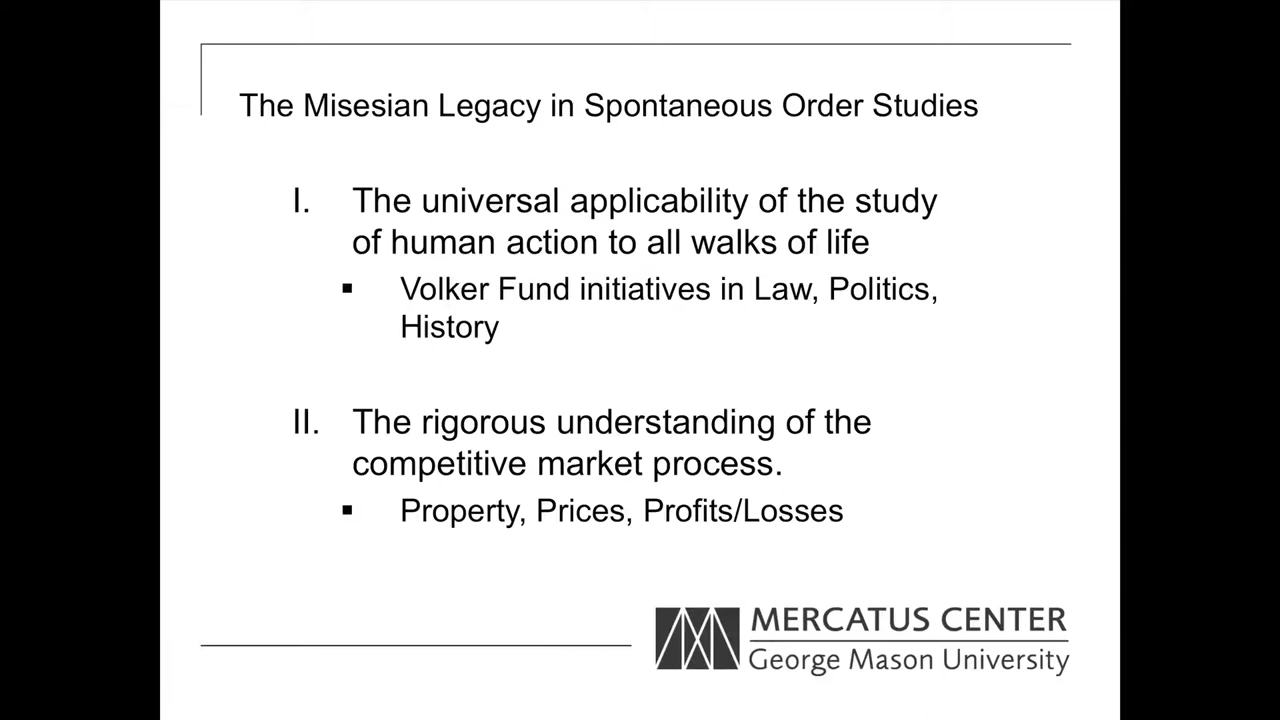 The Misesian Legacy in Spontaneous Order Studies
I. The universal applicability of the study
of human action to all walks of life
▪ Volker Fund initiatives in Law, Politics,
History
II. The rigorous understanding of the
competitive market process.
▪ Property, Prices, Profits/Losses
MERCATUS CENTER
George Mason University